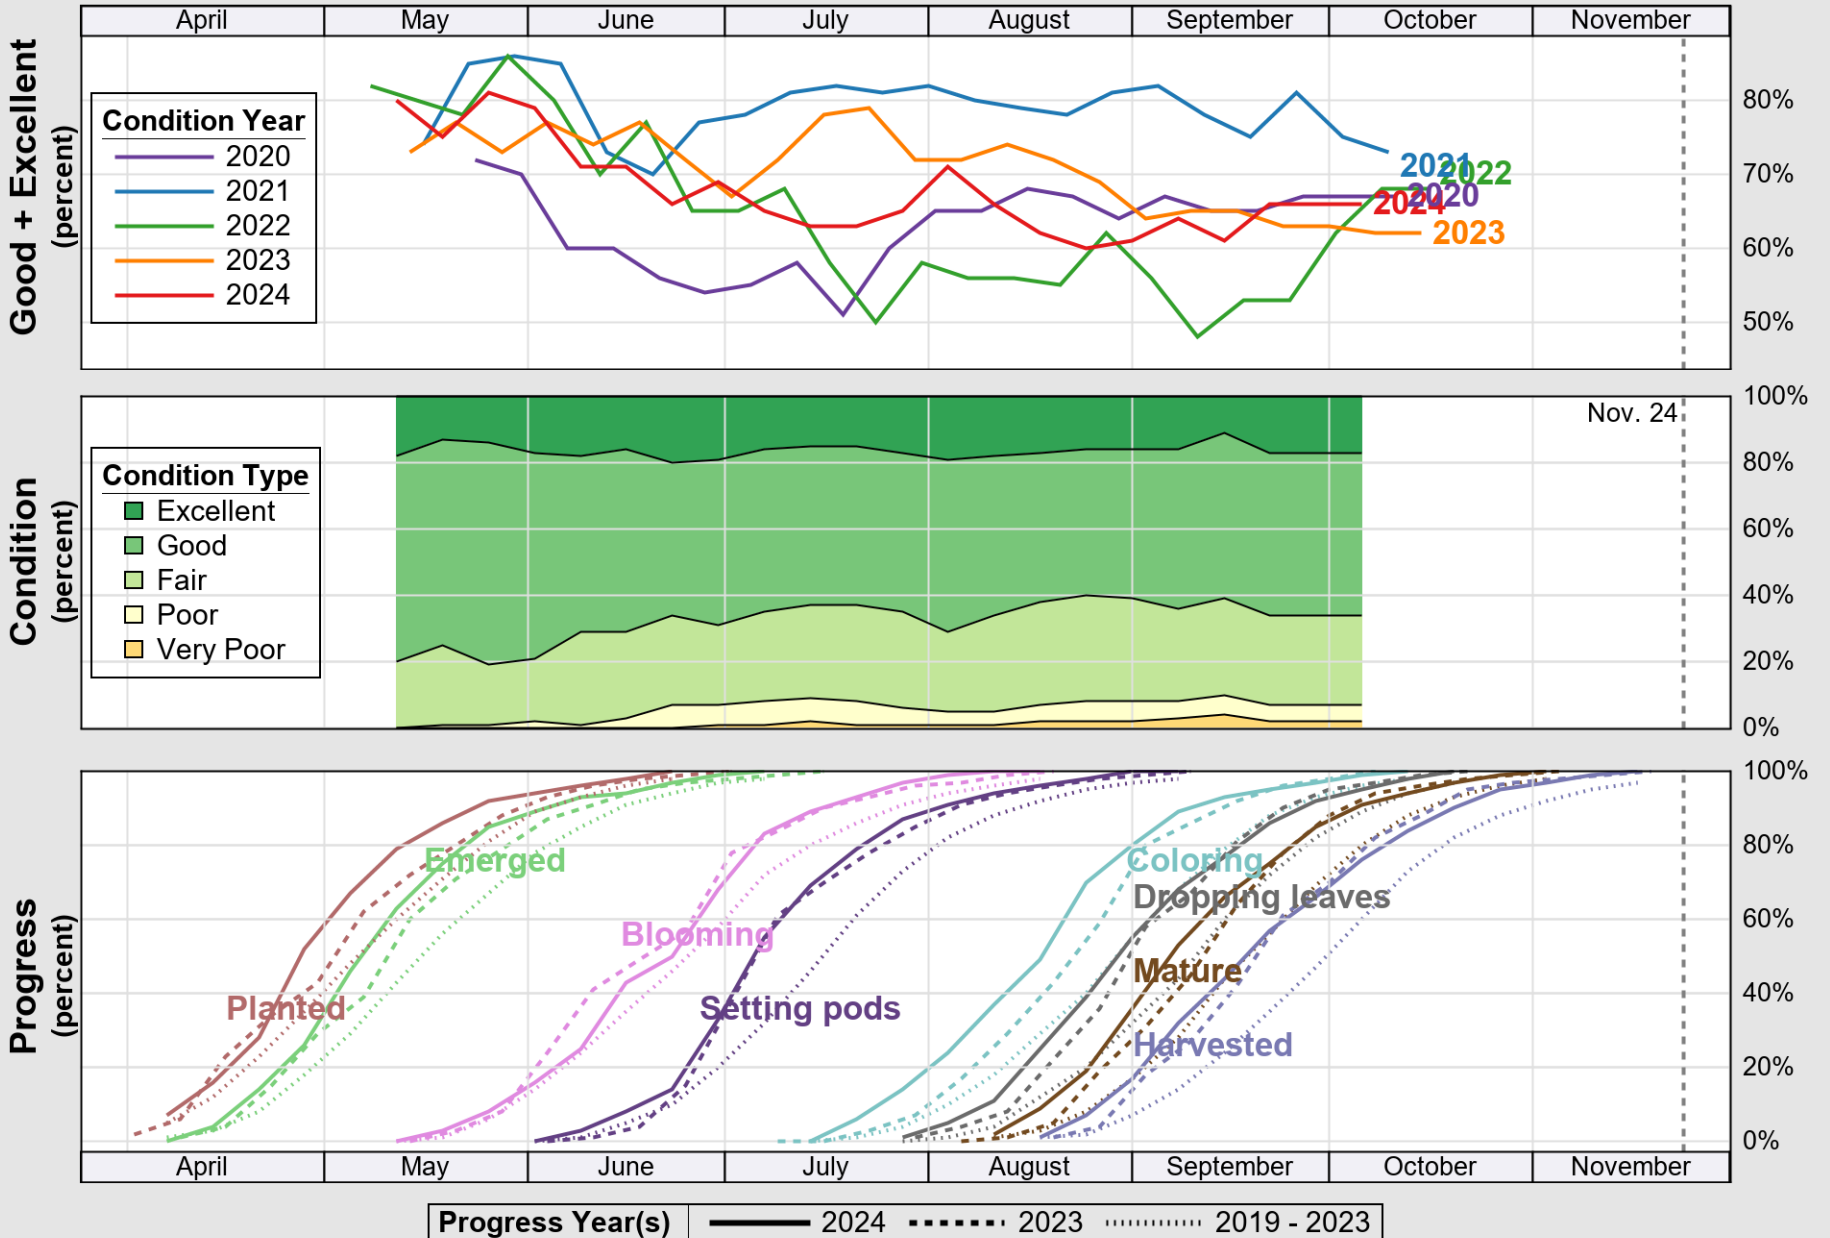 April May June July August September October November
Good + Excellent
(percent)
Condition Year
2020
2021
2022
2023
2024
80%
70%
60%
50%
2021
2022
2020
2024
2023
Condition
(percent)
Nov. 24
Condition Type
Excellent
Good
Fair
Poor
Very Poor
100%
80%
60%
40%
20%
0%
Progress
(percent)
Emerged
Coloring
Dropping leaves
Blooming
Mature
Planted
Setting pods
Harvested
100%
80%
60%
40%
20%
0%
April May June July August September October November
Progress Year(s) 2024 2023 2019 - 2023